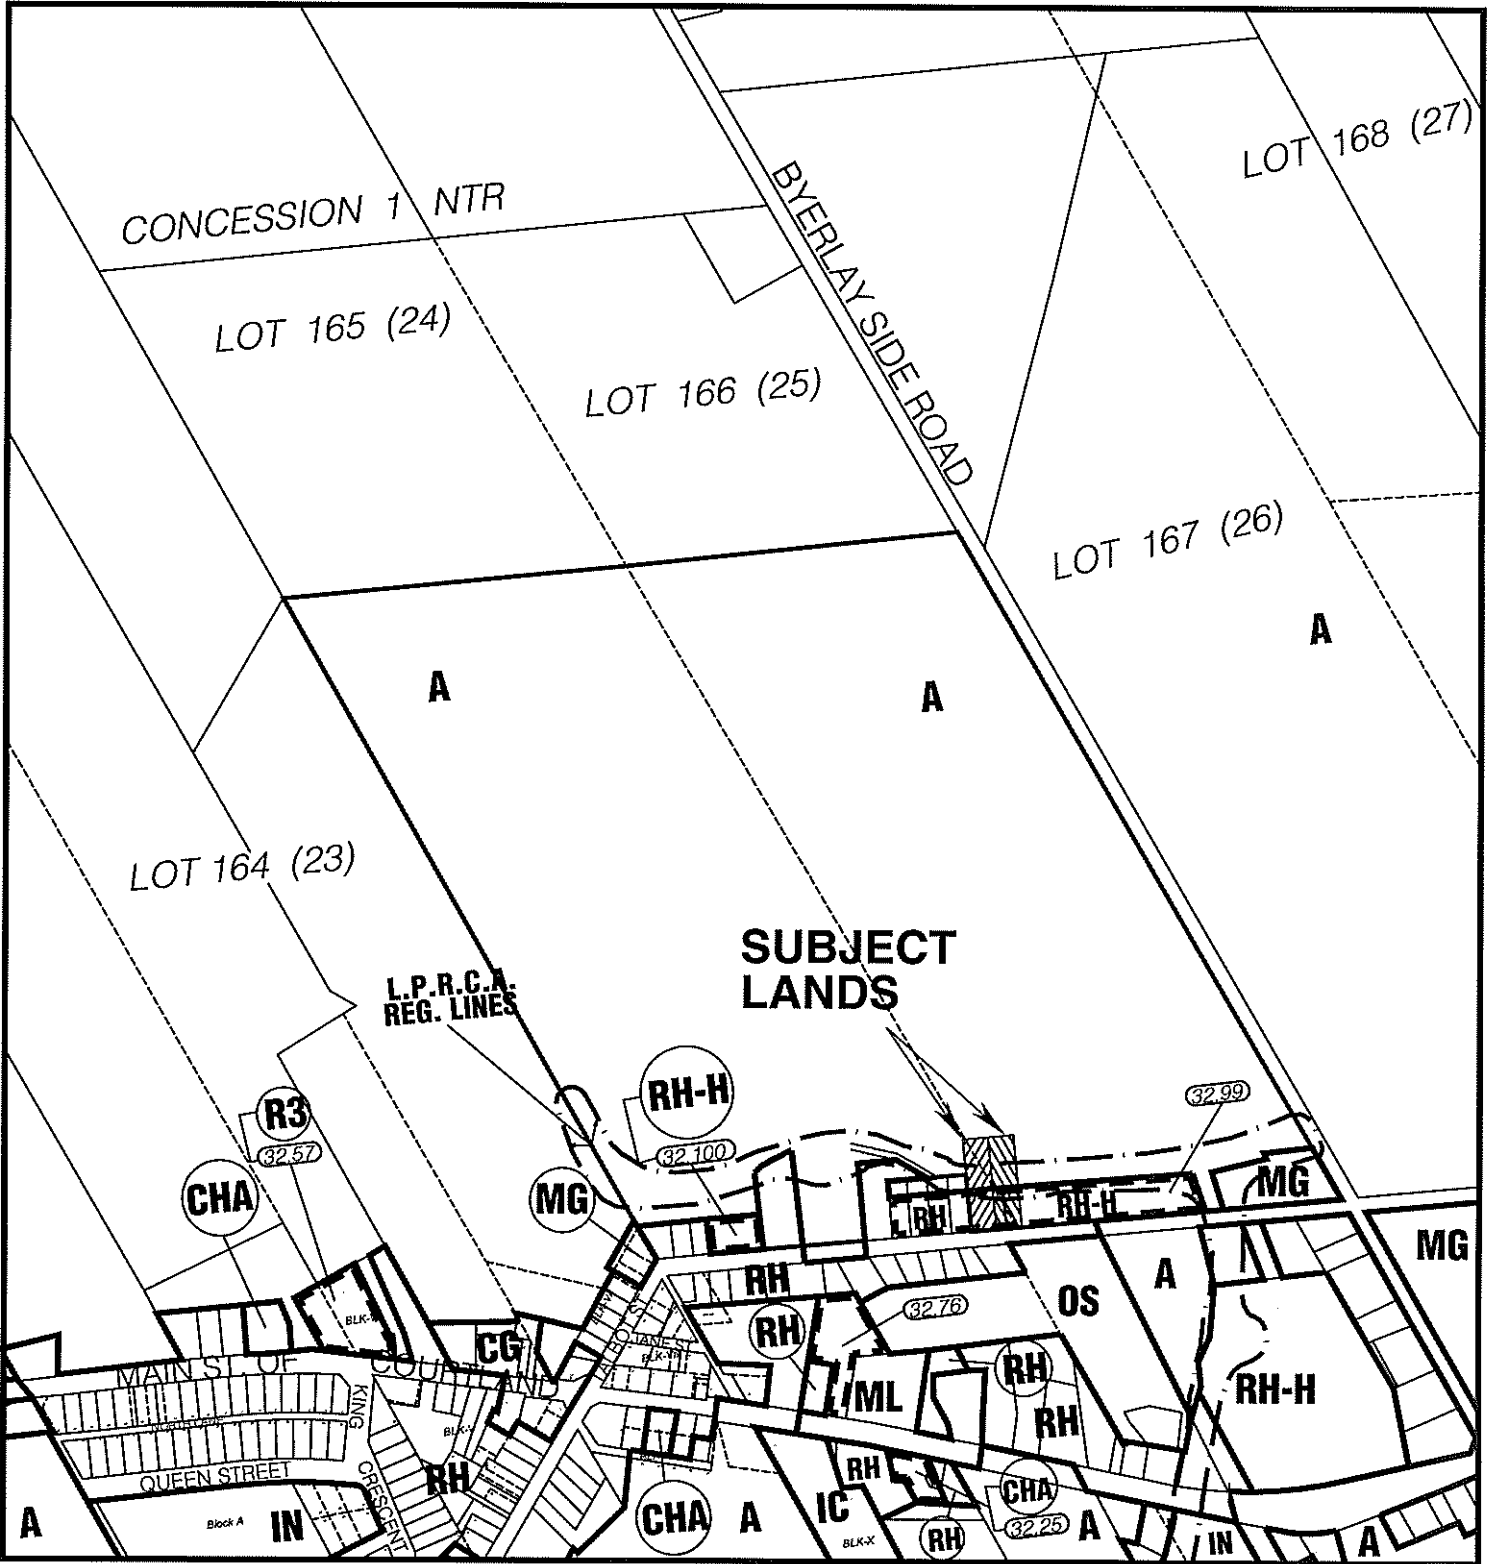 LOT 168 (27)
CONCESSION 1 NTR
BYERLAY SIDE ROAD
LOT 165 (24)
LOT 166 (25)
LOT 167 (26)
A
A
A
LOT 164 (23)
SUBJECT
LANDS
L.P.R.C.A.
REG. LINES
RH-H
32.100
32.99
R3
32.57
CHA
MG
MG
RH
RH-H
MG
RH
A
OS
32.76
RH
CG
JANE ST
MAIN ST. OF COURTLAND
RH
ML
RH
RH-H
KING
CRESCENT
QUEEN STREET
RH
RH
CHA
32.25
A
Block A
IN
CHA
A
IC
BLK-X
RH
A
IN
A